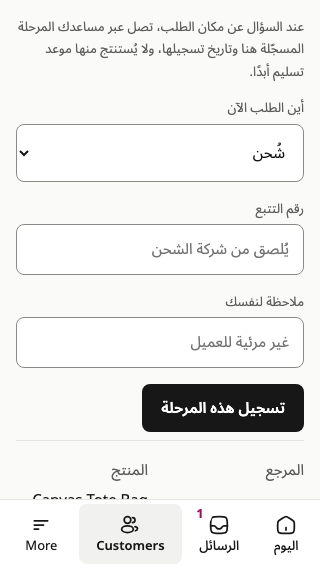 عند السؤال عن مكان الطلب، تصل عبر مساعدك المرحلة
المسجّلة هنا وتاريخ تسجيلها، ولا يُستنتج منها موعد
تسليم أبدًا.
أين الطلب الآن
شُحن
رقم التتبع
يُلصق من شركة الشحن
ملاحظة لنفسك
غير مرئية للعميل
تسجيل هذه المرحلة
المرجع المنتج
Canvas Tote Bag
1
اليوم الرسائل Customers More